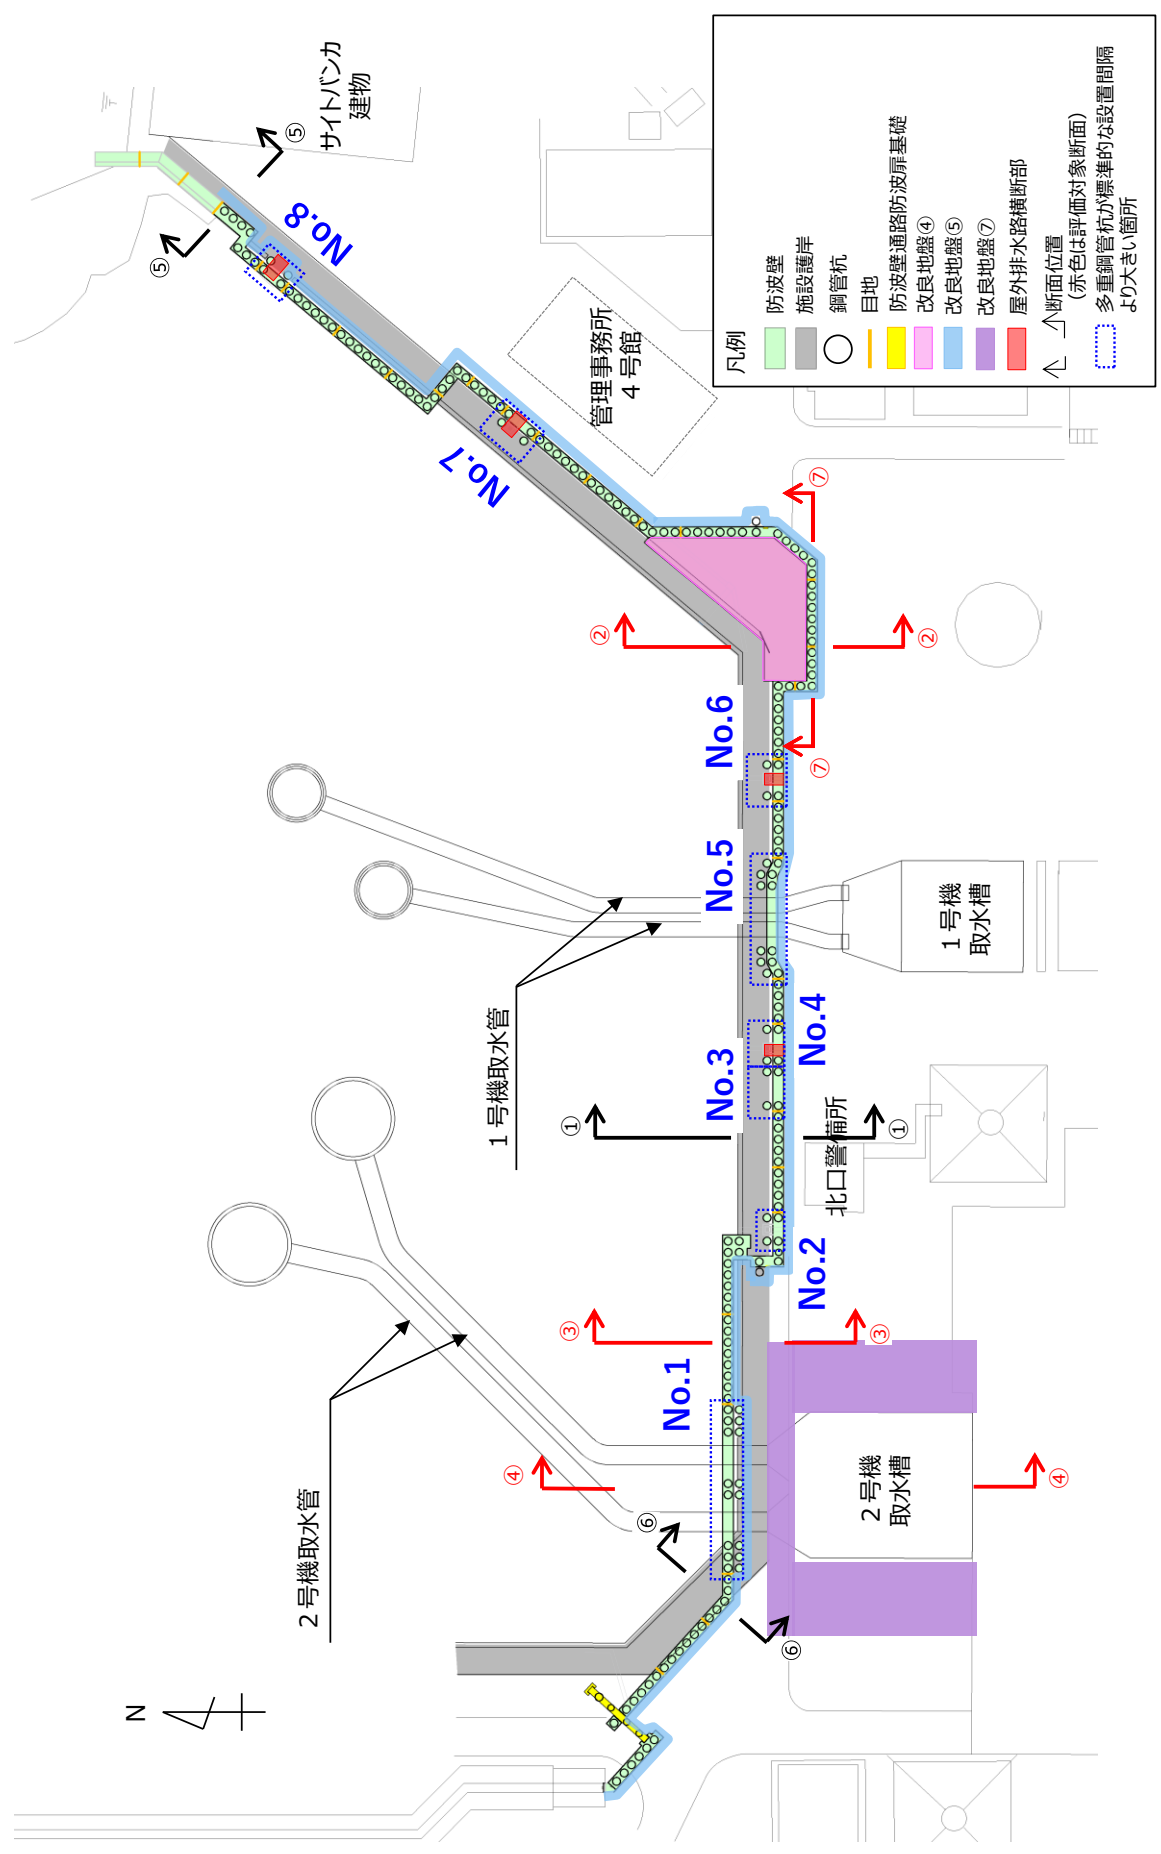 サイトバンカ
建物
⑤
⑤
No.8
管理事務所
4号館
No.7
⑦
②
②
⑦
No.6
No.5
1号機
取水槽
1号機取水管
No.4
No.3
①
①
北口警備所
No.2
③
③
No.1
④
④
2号機
取水槽
2号機取水管
⑥
⑥
N
凡例
防波壁
施設護岸
鋼管杭
目地
防波壁通路防波扉基礎
改良地盤④
改良地盤⑤
改良地盤⑦
屋外排水路横断部
断面位置
(赤色は評価対象断面)
多重鋼管杭が標準的な設置間隔
より大きい箇所